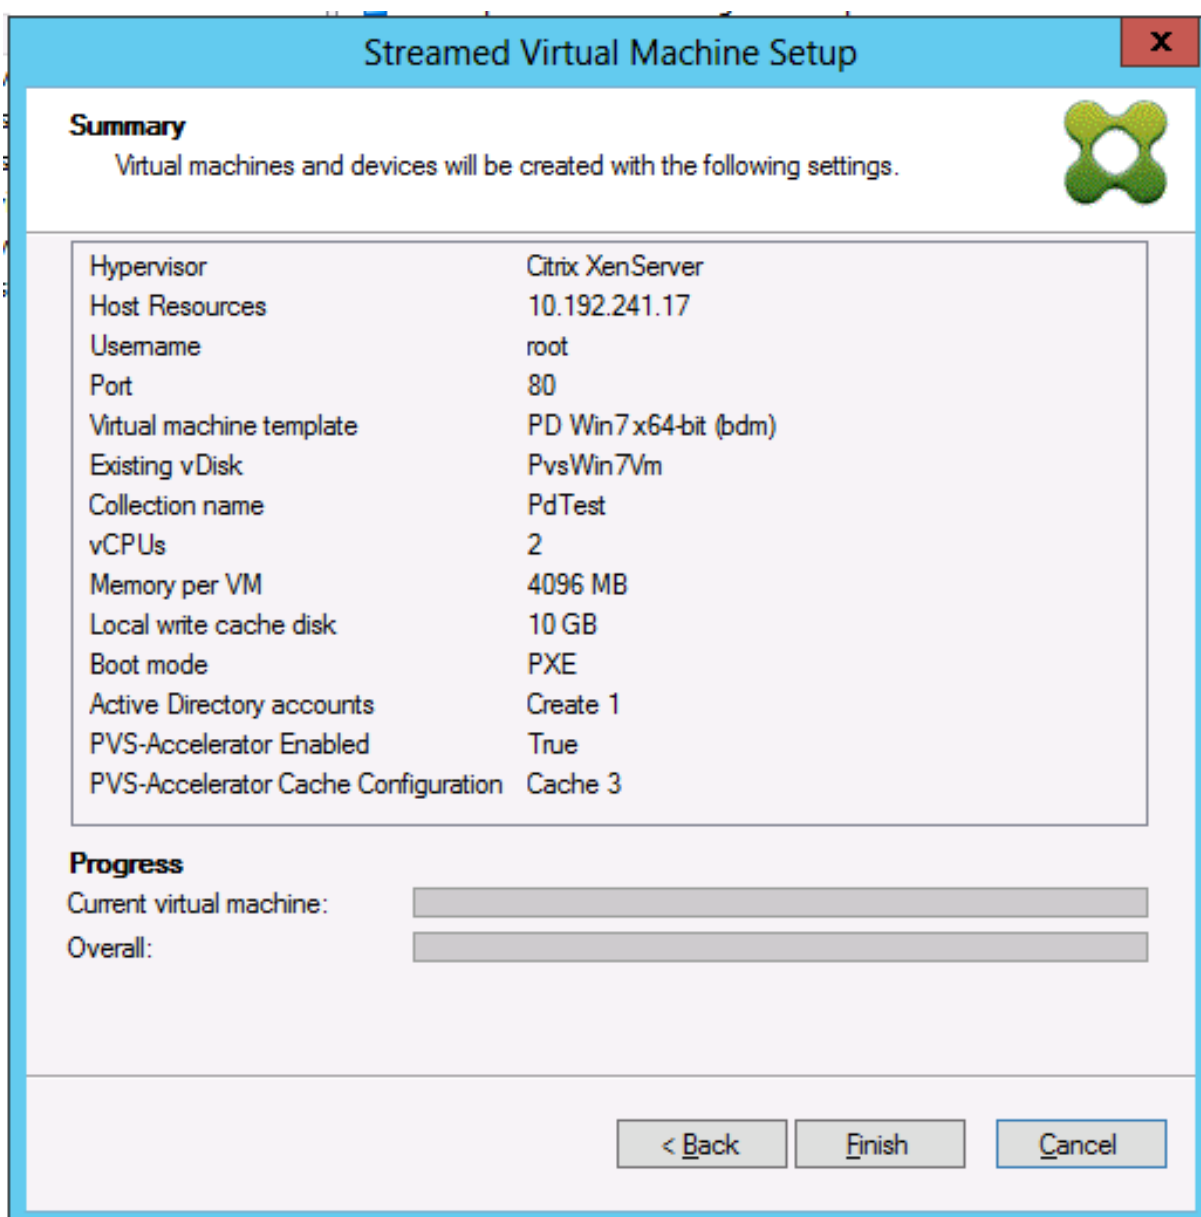 Streamed Virtual Machine Setup
x
Summary
Virtual machines and devices will be created with the following settings.
Hypervisor Citrix XenServer
Host Resources 10.192.241.17
Username root
Port 80
Virtual machine template PD Win7 x64-bit (bdm)
Existing vDisk PvsWin7Vm
Collection name PdTest
vCPUs 2
Memory per VM 4096 MB
Local write cache disk 10 GB
Boot mode PXE
Active Directory accounts Create 1
PVS-Accelerator Enabled True
PVS-Accelerator Cache Configuration Cache 3
Progress
Current virtual machine:
Overall:
< Back Finish Cancel